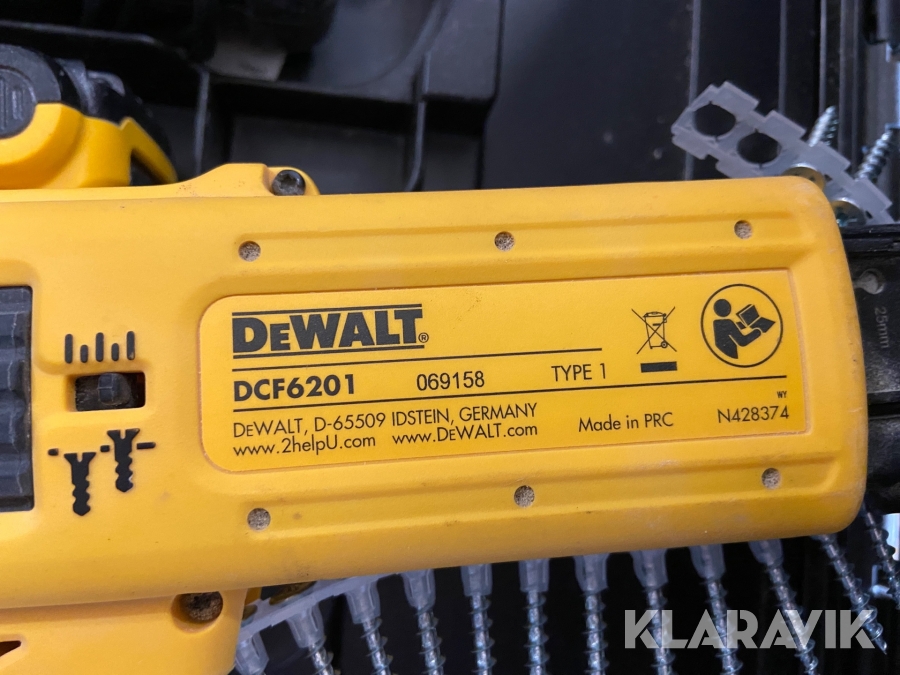 DEWALT®
DCF6201 069158 TYPE 1
DEWALT, D-65509 IDSTEIN, GERMANY
www.2helpU.com www.DEWALT.com
Made in PRC
WY
N428374
25mm
KLARAVIK